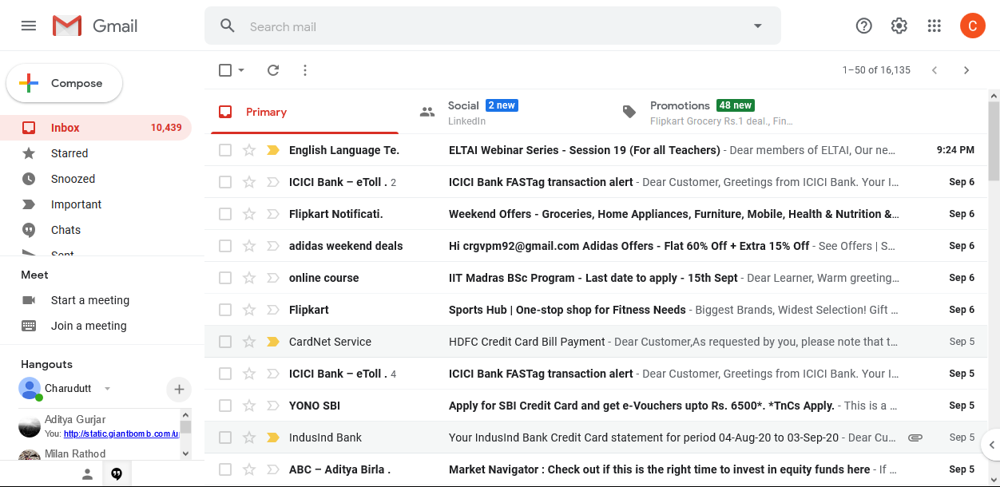 Gmail
Search mail
C
Compose
1–50 of 16,135
Inbox 10,439
Starred
Snoozed
Important
Chats
Sent
Meet
Start a meeting
Join a meeting
Hangouts
Charudutt
Aditya Gurjar
You: http://static.giantbomb.com/u
Milan Rathod
Primary
Social 2 new
LinkedIn
Promotions 48 new
Flipkart Grocery Rs.1 deal., Fin…
English Language Te. ELTAI Webinar Series - Session 19 (For all Teachers) - Dear members of ELTAI, Our ne… 9:24 PM
ICICI Bank – eToll . 2 ICICI Bank FASTag transaction alert - Dear Customer, Greetings from ICICI Bank. Your I… Sep 6
Flipkart Notificati. Weekend Offers - Groceries, Home Appliances, Furniture, Mobile, Health & Nutrition &… Sep 6
adidas weekend deals Hi crgvpm92@gmail.com Adidas Offers - Flat 60% Off + Extra 15% Off - See Offers | S… Sep 6
online course IIT Madras BSc Program - Last date to apply - 15th Sept - Dear Learner, Warm greeting… Sep 6
Flipkart Sports Hub | One-stop shop for Fitness Needs - Biggest Brands, Widest Selection! Gift … Sep 6
CardNet Service HDFC Credit Card Bill Payment - Dear Customer,As requested by you, please note that t… Sep 5
ICICI Bank – eToll . 4 ICICI Bank FASTag transaction alert - Dear Customer, Greetings from ICICI Bank. Your I… Sep 5
YONO SBI Apply for SBI Credit Card and get e-Vouchers upto Rs. 6500*. *TnCs Apply. - This is a … Sep 5
IndusInd Bank Your IndusInd Bank Credit Card statement for period 04-Aug-20 to 03-Sep-20 - Dear Cu… Sep 5
ABC – Aditya Birla . Market Navigator : Check out if this is the right time to invest in equity funds here - If … Sep 5